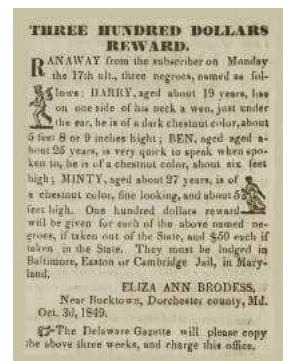 THREE HUNDRED DOLLARS
REWARD.
RANAWAY from the subscriber on Monday
the 17th ult., three negroes, named as fol-
lows: HARRY, aged about 19 years, has
on one side of his neck a wen, just under
the ear, he is of a dark chestnut color, about
5 feet 8 or 9 inches hight; BEN, aged aged a-
bout 25 years, is very quick to speak when spo-
ken to, he is of a chestnut color, about six feet
high; MINTY, aged about 27 years, is of
a chestnut color, fine looking, and about 5
feet high. One hundred dollars reward
will be given for each of the above named ne-
groes, if taken out of the State, and $50 each if
taken in the State. They must be lodged in
Baltimore, Easton or Cambridge Jail, in Mary-
land.
ELIZA ANN BRODESS,
Near Bucktown, Dorchester county, Md.
Oct. 3d, 1849.
☞The Delaware Gazette will please copy
the above three weeks, and charge this office.